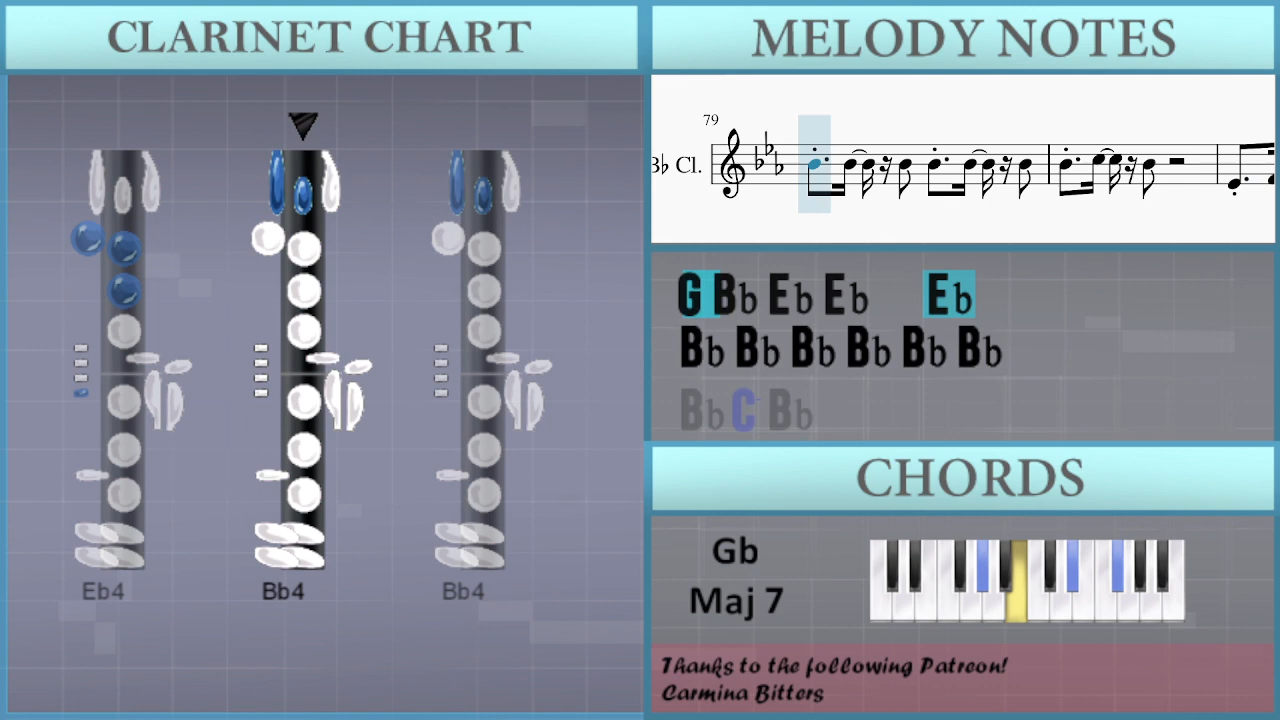 CLARINET CHART
Eb4 Bb4 Bb4
MELODY NOTES
79
Bb Cl.
G Bb Eb Eb Eb
Bb Bb Bb Bb Bb Bb
Bb C Bb
CHORDS
Gb
Maj 7
Thanks to the following Patreon!
Carmina Bitters